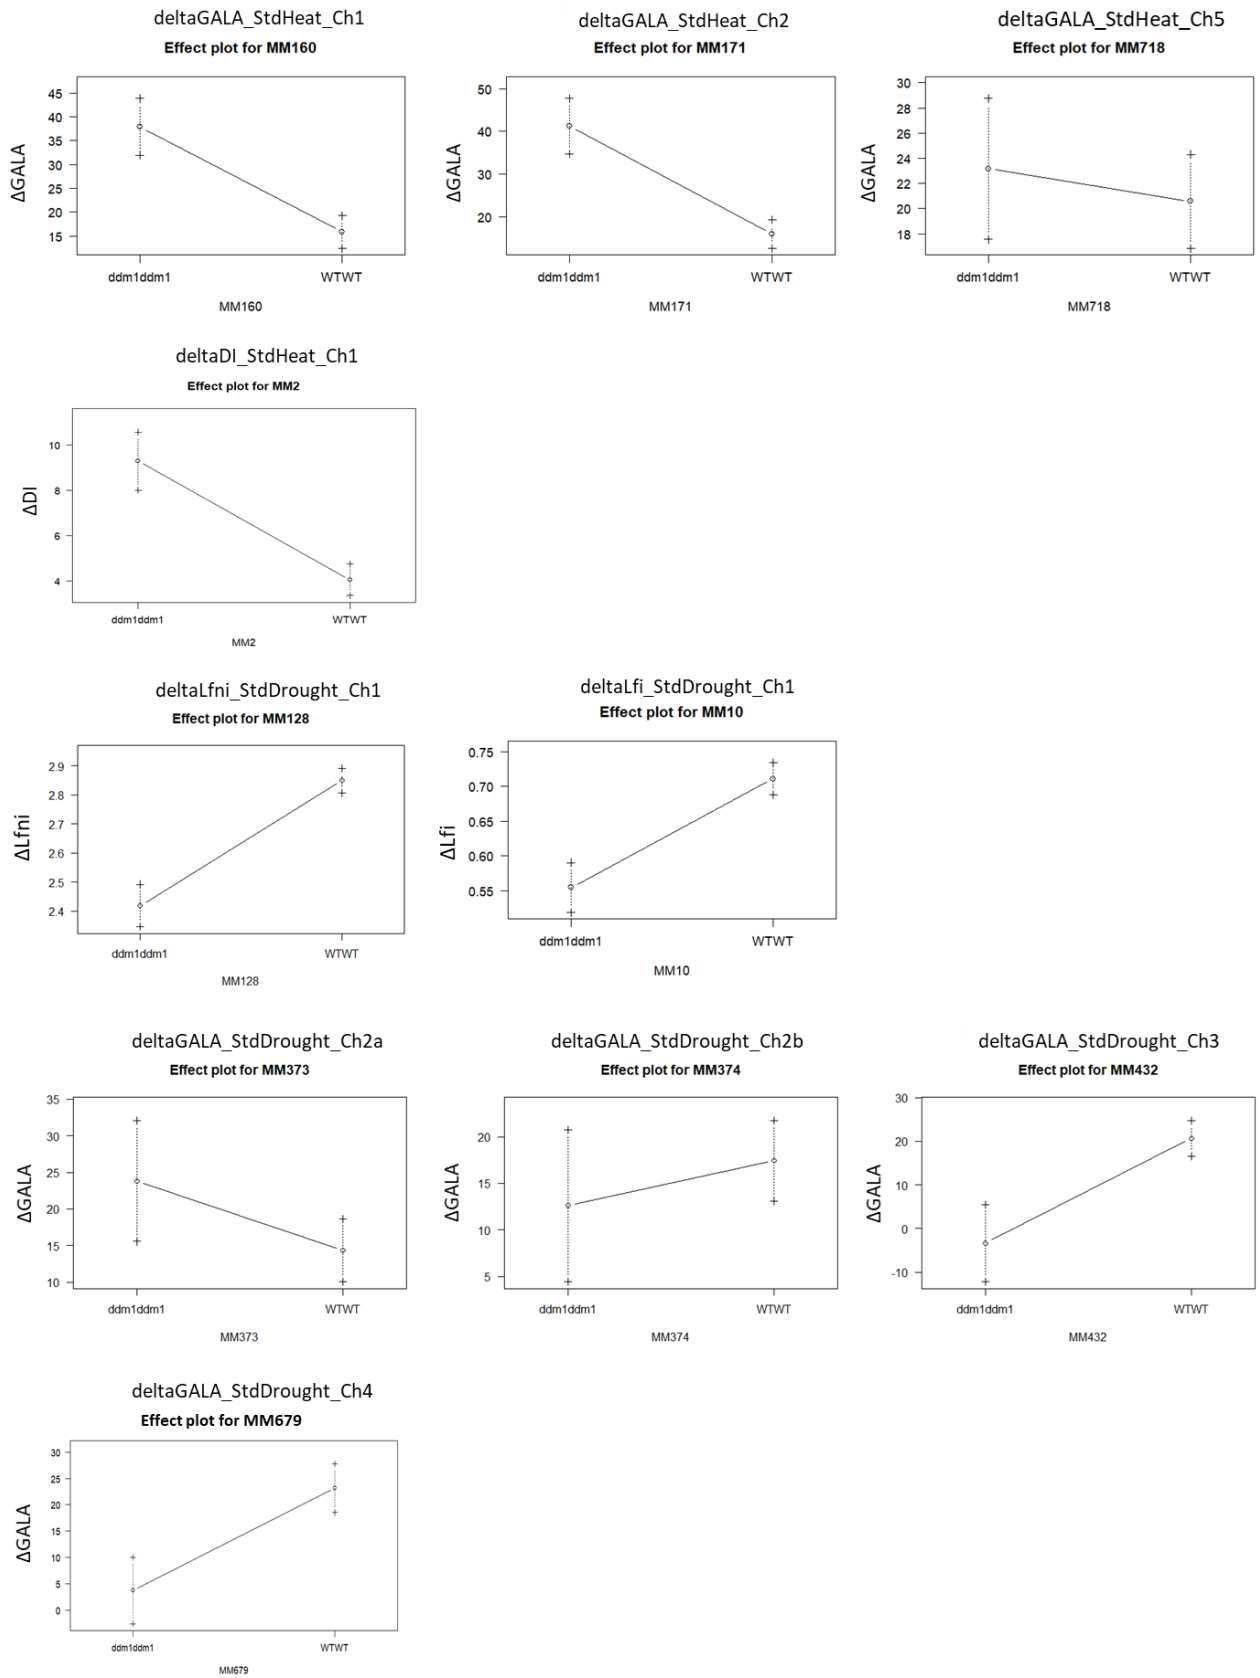 deltaGALA_StdHeat_Ch1
Effect plot for MM160
ΔGALA
45
40
35
30
25
20
15
ddm1ddm1 WTWT
MM160
deltaGALA_StdHeat_Ch2
Effect plot for MM171
ΔGALA
50
40
30
20
ddm1ddm1 WTWT
MM171
deltaGALA_StdHeat_Ch5
Effect plot for MM718
ΔGALA
30
28
26
24
22
20
18
ddm1ddm1 WTWT
MM718
deltaDI_StdHeat_Ch1
Effect plot for MM2
ΔDI
10
8
6
4
ddm1ddm1 WTWT
MM2
deltaLfni_StdDrought_Ch1
Effect plot for MM128
ΔLfni
2.9
2.8
2.7
2.6
2.5
2.4
ddm1ddm1 WTWT
MM128
deltaLfi_StdDrought_Ch1
Effect plot for MM10
ΔLfi
0.75
0.70
0.65
0.60
0.55
ddm1ddm1 WTWT
MM10
deltaGALA_StdDrought_Ch2a
Effect plot for MM373
ΔGALA
35
30
25
20
15
10
ddm1ddm1 WTWT
MM373
deltaGALA_StdDrought_Ch2b
Effect plot for MM374
ΔGALA
20
15
10
5
ddm1ddm1 WTWT
MM374
deltaGALA_StdDrought_Ch3
Effect plot for MM432
ΔGALA
30
20
10
0
-10
ddm1ddm1 WTWT
MM432
deltaGALA_StdDrought_Ch4
Effect plot for MM679
ΔGALA
30
25
20
15
10
5
0
ddm1ddm1 WTWT
MM679